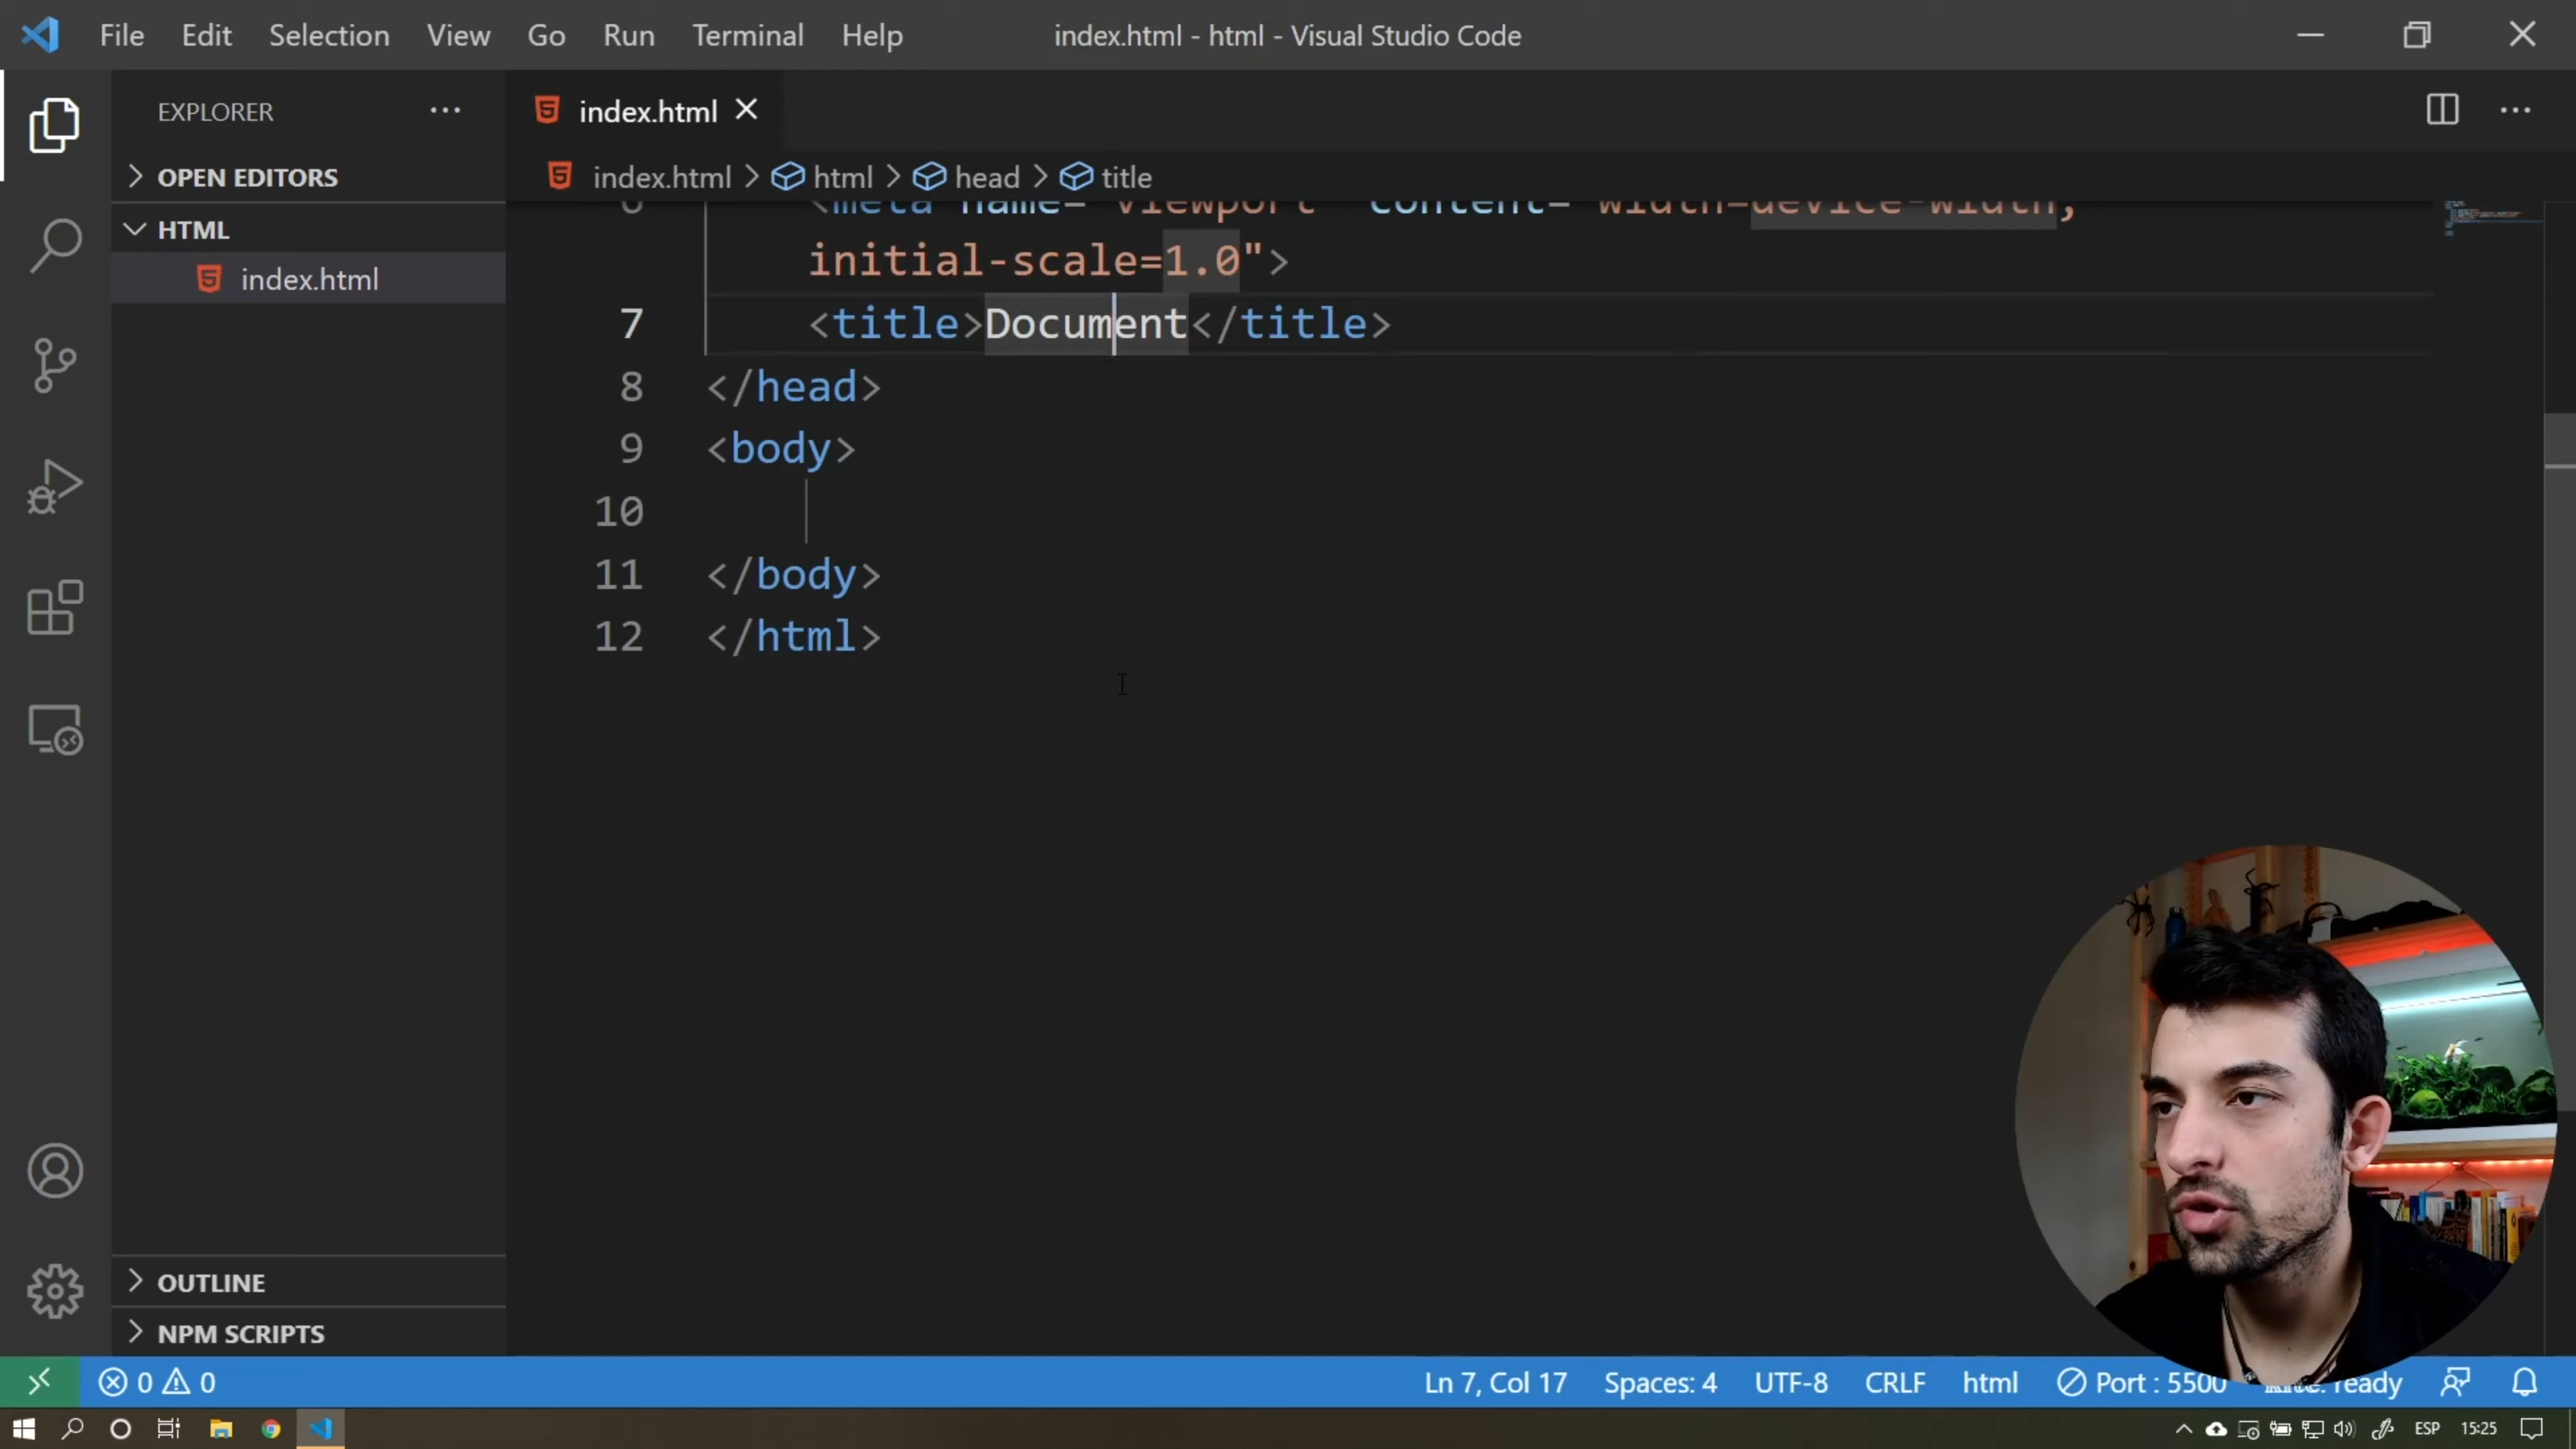 File Edit Selection View Go Run Terminal Help index.html - html - Visual Studio Code
EXPLORER
index.html
OPEN EDITORS
index.html > html > head > title
HTML
index.html
6 <meta name="viewport" content="width=device-width,
initial-scale=1.0">
7 <title>Document</title>
8 </head>
9 <body>
10
11 </body>
12 </html>
OUTLINE
NPM SCRIPTS
0 0 Ln 7, Col 17 Spaces: 4 UTF-8 CRLF html Port : 5500 ready
ESP 15:25